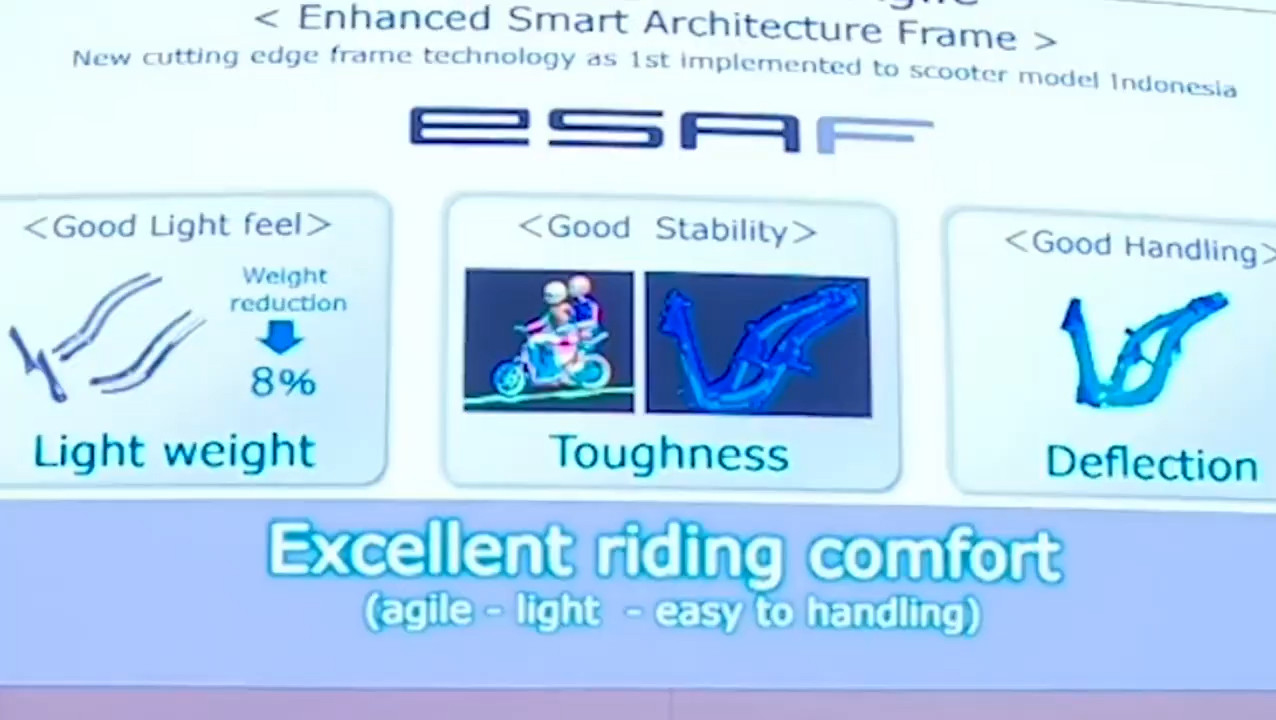 < Enhanced Smart Architecture Frame >
New cutting edge frame technology as 1st implemented to scooter model Indonesia
ESAF
<Good Light feel>
Weight
reduction
8%
Light weight
<Good Stability>
Toughness
<Good Handling>
Deflection
Excellent riding comfort
(agile - light - easy to handling)